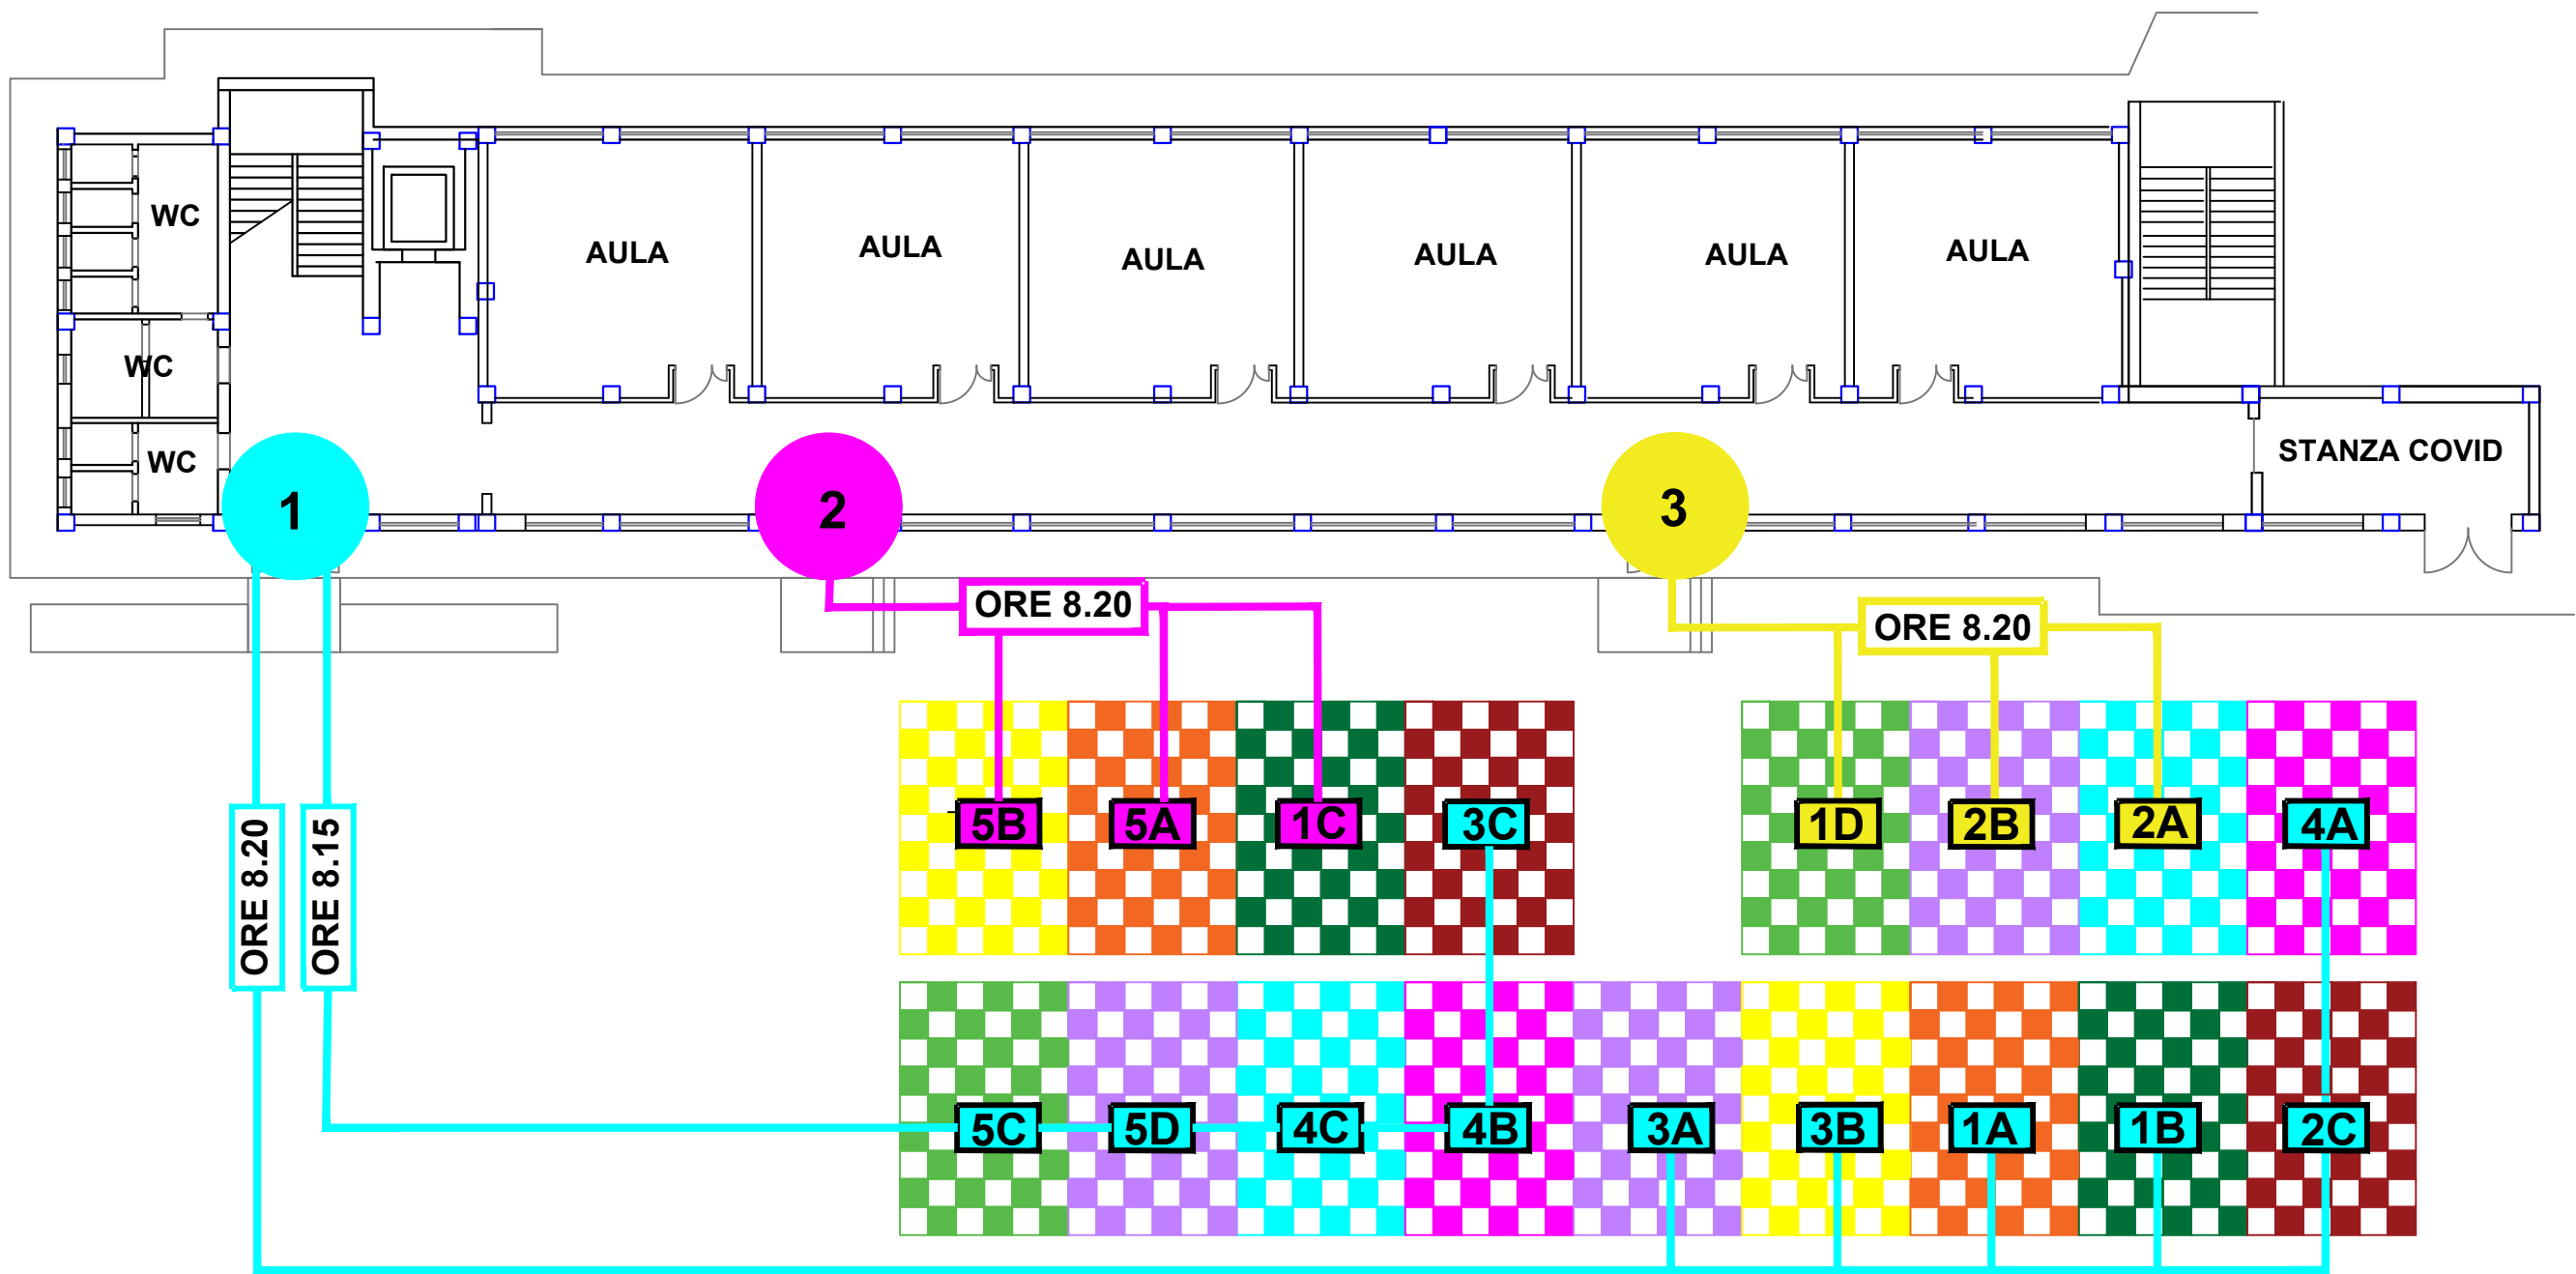 WC
AULA
AULA
AULA
AULA
AULA
AULA
WC
WC
STANZA COVID
1
2
3
ORE 8.20
ORE 8.20
ORE 8.20
ORE 8.15
5B
5A
1C
3C
1D
2B
2A
4A
5C
5D
4C
4B
3A
3B
1A
1B
2C